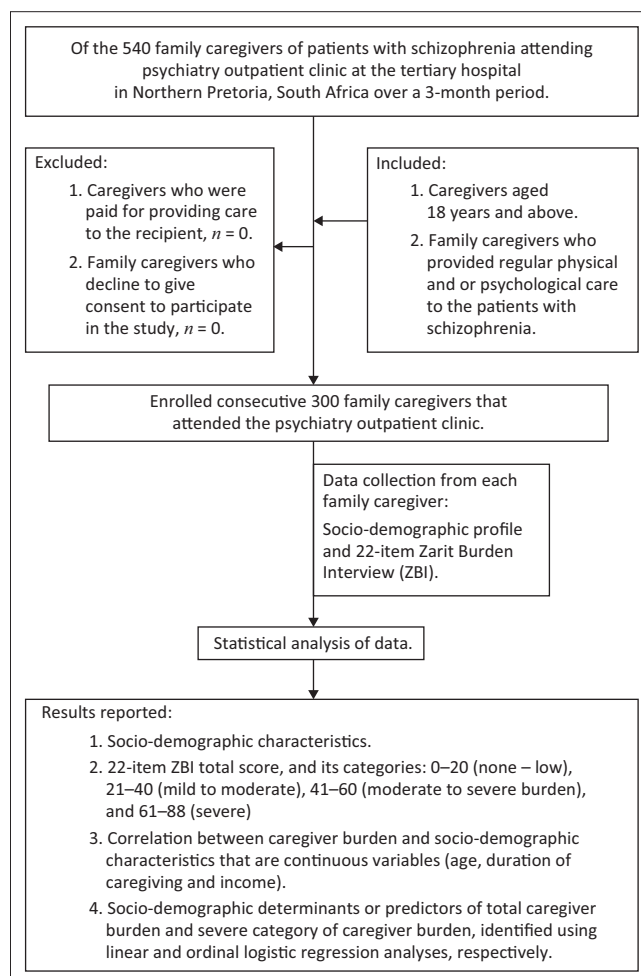 Of the 540 family caregivers of patients with schizophrenia attending
psychiatry outpatient clinic at the tertiary hospital
in Northern Pretoria, South Africa over a 3-month period.
Excluded:
1. Caregivers who were
paid for providing care
to the recipient, n = 0.
2. Family caregivers who
decline to give
consent to participate
in the study, n = 0.
Included:
1. Caregivers aged
18 years and above.
2. Family caregivers who
provided regular physical
and or psychological care
to the patients with
schizophrenia.
Enrolled consecutive 300 family caregivers that
attended the psychiatry outpatient clinic.
Data collection from each
family caregiver:
Socio-demographic profile
and 22-item Zarit Burden
Interview (ZBI).
Statistical analysis of data.
Results reported:
1. Socio-demographic characteristics.
2. 22-item ZBI total score, and its categories: 0–20 (none – low),
21–40 (mild to moderate), 41–60 (moderate to severe burden),
and 61–88 (severe)
3. Correlation between caregiver burden and socio-demographic
characteristics that are continuous variables (age, duration of
caregiving and income).
4. Socio-demographic determinants or predictors of total caregiver
burden and severe category of caregiver burden, identified using
linear and ordinal logistic regression analyses, respectively.